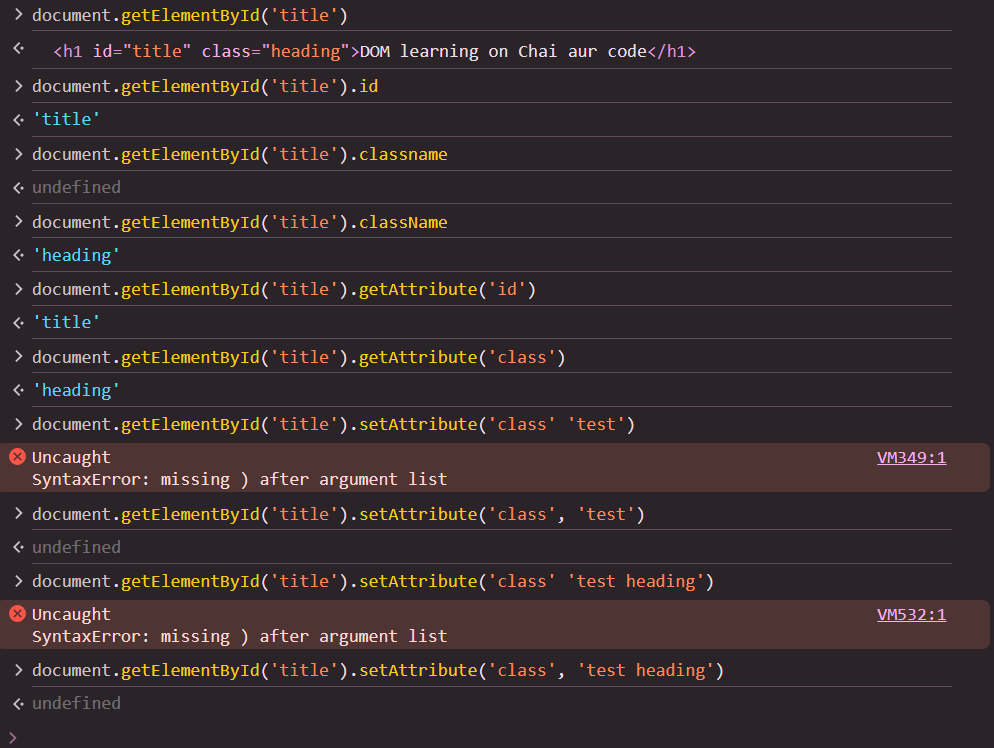 document.getElementById('title')
<h1 id="title" class="heading">DOM learning on Chai aur code</h1>
document.getElementById('title').id
'title'
document.getElementById('title').classname
undefined
document.getElementById('title').className
'heading'
document.getElementById('title').getAttribute('id')
'title'
document.getElementById('title').getAttribute('class')
'heading'
document.getElementById('title').setAttribute('class' 'test')
Uncaught VM349:1
SyntaxError: missing ) after argument list
document.getElementById('title').setAttribute('class', 'test')
undefined
document.getElementById('title').setAttribute('class' 'test heading')
Uncaught VM532:1
SyntaxError: missing ) after argument list
document.getElementById('title').setAttribute('class', 'test heading')
undefined